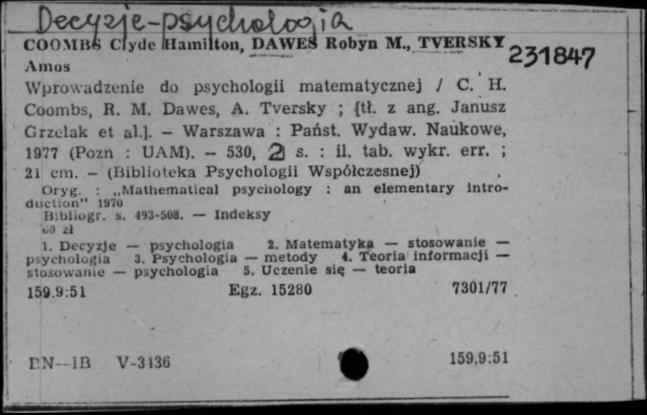 Decyzje-psychologia
COOMBS Clyde Hamilton, DAWES Robyn M., TVERSKY
231847
Amos
Wprowadzenie do psychologii matematycznej / C. H.
Coombs, R. M. Dawes, A. Tversky ; [tł. z ang. Janusz
Grzelak et al.]. — Warszawa : Państ. Wydaw. Naukowe,
1977 (Pozn : UAM). — 530, 2 s. : il. tab. wykr. err. ;
21 cm. — (Biblioteka Psychologii Współczesnej)
Oryg. : „Mathematical psychology : an elementary intro-
duction" 1970
Bibliogr. s. 493-508. — Indeksy
60 zł
1. Decyzje — psychologia 2. Matematyka — stosowanie —
psychologia 3. Psychologia — metody 4. Teoria informacji —
stosowanie — psychologia 5. Uczenie się — teoria
159.9:51 Egz. 15280 7301/77
BN—IB V-3136 159.9:51